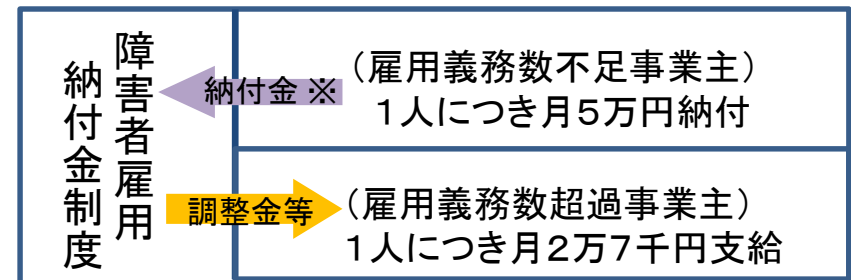 障害者雇用
納付金制度
納付金※
(雇用義務数不足事業主)
1人につき月5万円納付
調整金等
(雇用義務数超過事業主)
1人につき月2万7千円支給